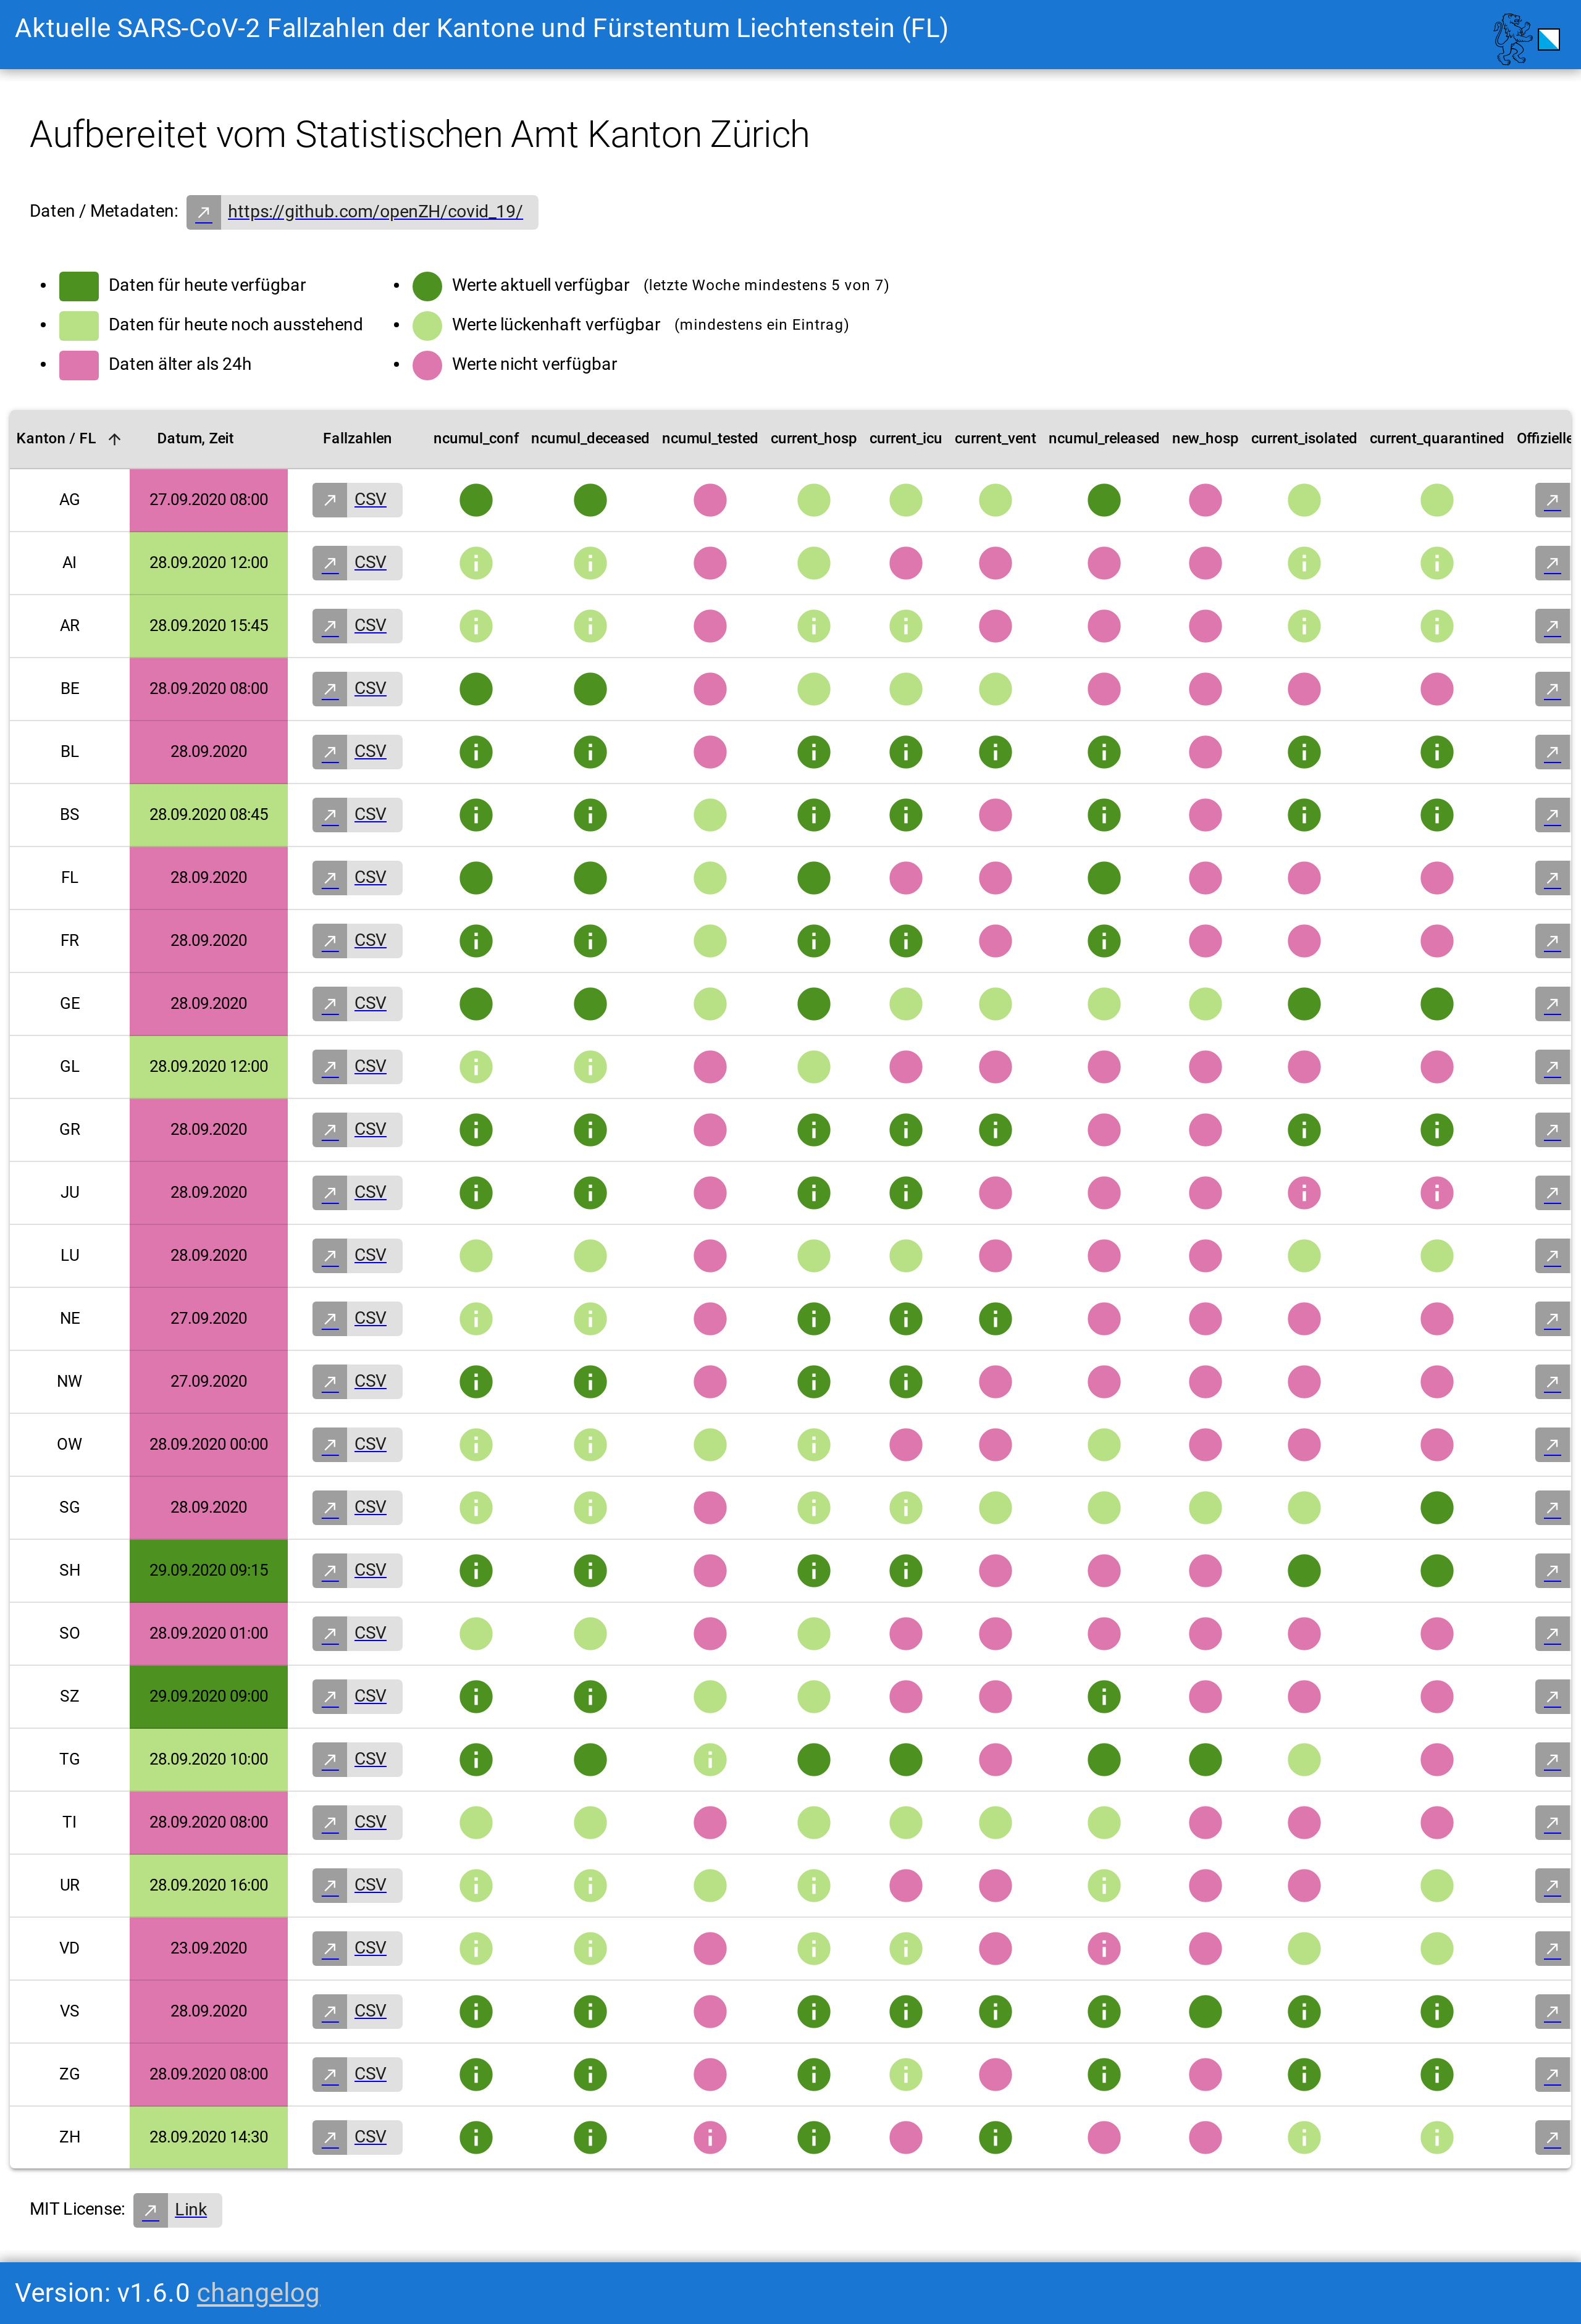 Aktuelle SARS-CoV-2 Fallzahlen der Kantone und Fürstentum Liechtenstein (FL)
Aufbereitet vom Statistischen Amt Kanton Zürich
Daten / Metadaten: https://github.com/openZH/covid_19/
Daten für heute verfügbar
Daten für heute noch ausstehend
Daten älter als 24h
Werte aktuell verfügbar (letzte Woche mindestens 5 von 7)
Werte lückenhaft verfügbar (mindestens ein Eintrag)
Werte nicht verfügbar
Kanton / FL Datum, Zeit Fallzahlen ncumul_conf ncumul_deceased ncumul_tested current_hosp current_icu current_vent ncumul_released new_hosp current_isolated current_quarantined Offizielle
AG 27.09.2020 08:00 CSV
AI 28.09.2020 12:00 CSV
AR 28.09.2020 15:45 CSV
BE 28.09.2020 08:00 CSV
BL 28.09.2020 CSV
BS 28.09.2020 08:45 CSV
FL 28.09.2020 CSV
FR 28.09.2020 CSV
GE 28.09.2020 CSV
GL 28.09.2020 12:00 CSV
GR 28.09.2020 CSV
JU 28.09.2020 CSV
LU 28.09.2020 CSV
NE 27.09.2020 CSV
NW 27.09.2020 CSV
OW 28.09.2020 00:00 CSV
SG 28.09.2020 CSV
SH 29.09.2020 09:15 CSV
SO 28.09.2020 01:00 CSV
SZ 29.09.2020 09:00 CSV
TG 28.09.2020 10:00 CSV
TI 28.09.2020 08:00 CSV
UR 28.09.2020 16:00 CSV
VD 23.09.2020 CSV
VS 28.09.2020 CSV
ZG 28.09.2020 08:00 CSV
ZH 28.09.2020 14:30 CSV
MIT License: Link
Version: v1.6.0 changelog